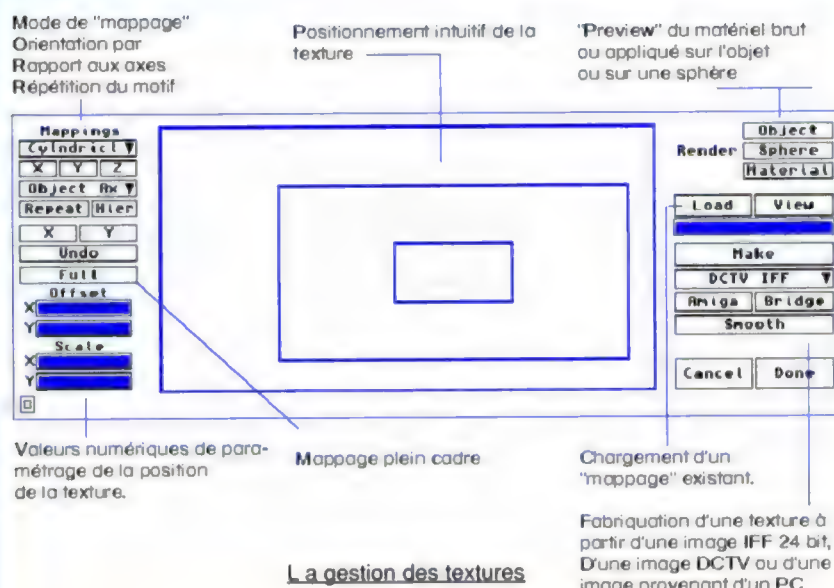 Mode de "mappage"
Orientation par
Rapport aux axes
Répétition du motif
Positionnement intuitif de la
texture
"Preview" du matériel brut
ou appliqué sur l'objet
ou sur une sphère
Mappings
Cylndricl
X Y Z
Object Ax
Repeat Hier
X Y
Undo
Full
Offset
X
Y
Scale
X
Y
Render
Object
Sphere
Material
Load View
Make
DCTV IFF
Amiga Bridge
Smooth
Cancel Done
Valeurs numériques de para-
métrage de la position
de la texture.
Mappage plein cadre
Chargement d'un
"mappage" existant.
Fabriquation d'une texture à
partir d'une image IFF 24 bit,
D'une image DCTV ou d'une
image provenant d'un PC
La gestion des textures